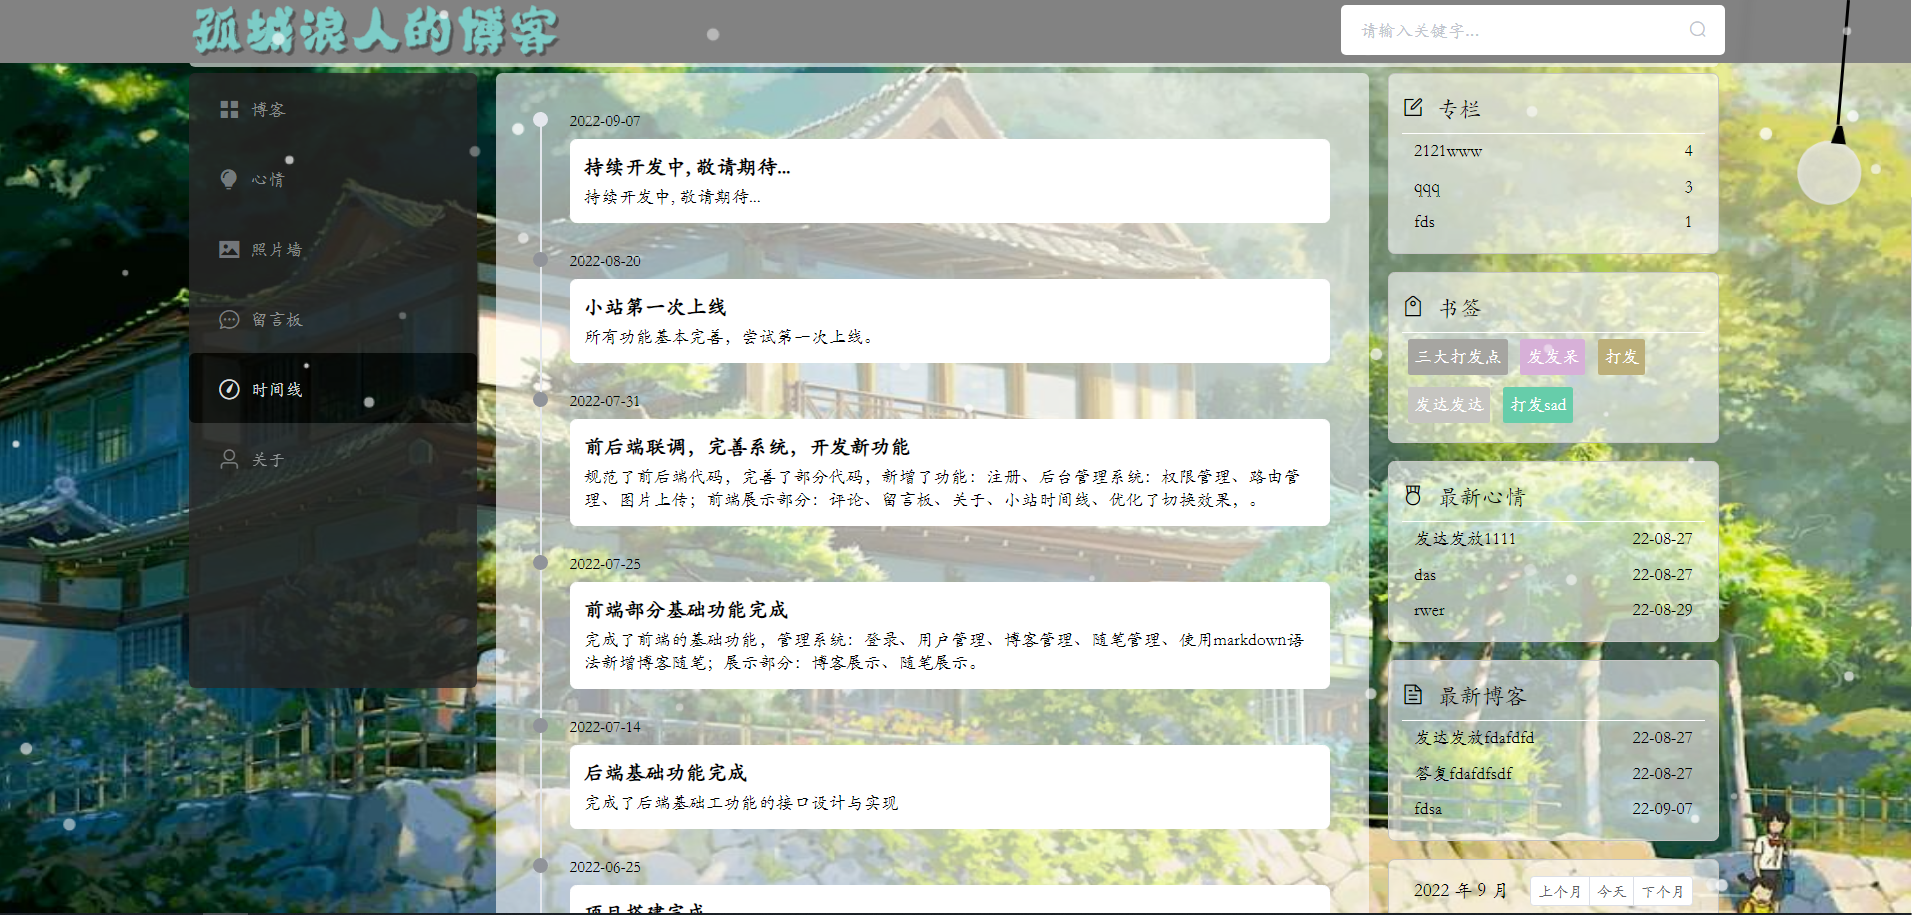 孤城浪人的博客
请输入关键字...
博客
心情
照片墙
留言板
时间线
关于
2022-09-07
持续开发中,敬请期待...
持续开发中,敬请期待...
2022-08-20
小站第一次上线
所有功能基本完善，尝试第一次上线。
2022-07-31
前后端联调，完善系统，开发新功能
规范了前后端代码，完善了部分代码，新增了功能：注册、后台管理系统：权限管理、路由管
理、图片上传；前端展示部分：评论、留言板、关于、小站时间线、优化了切换效果，。
2022-07-25
前端部分基础功能完成
完成了前端的基础功能，管理系统：登录、用户管理、博客管理、随笔管理、使用markdown语
法新增博客随笔；展示部分：博客展示、随笔展示。
2022-07-14
后端基础功能完成
完成了后端基础工功能的接口设计与实现
2022-06-25
项目搭建完成
专栏
2121www 4
qqq 3
fds 1
书签
三大打发点 发发呆 打发
发达发达 打发sad
最新心情
发达发放1111 22-08-27
das 22-08-27
rwer 22-08-29
最新博客
发达发放fdafdfd 22-08-27
答复fdafdfsdf 22-08-27
fdsa 22-09-07
2022 年 9 月 上个月 今天 下个月